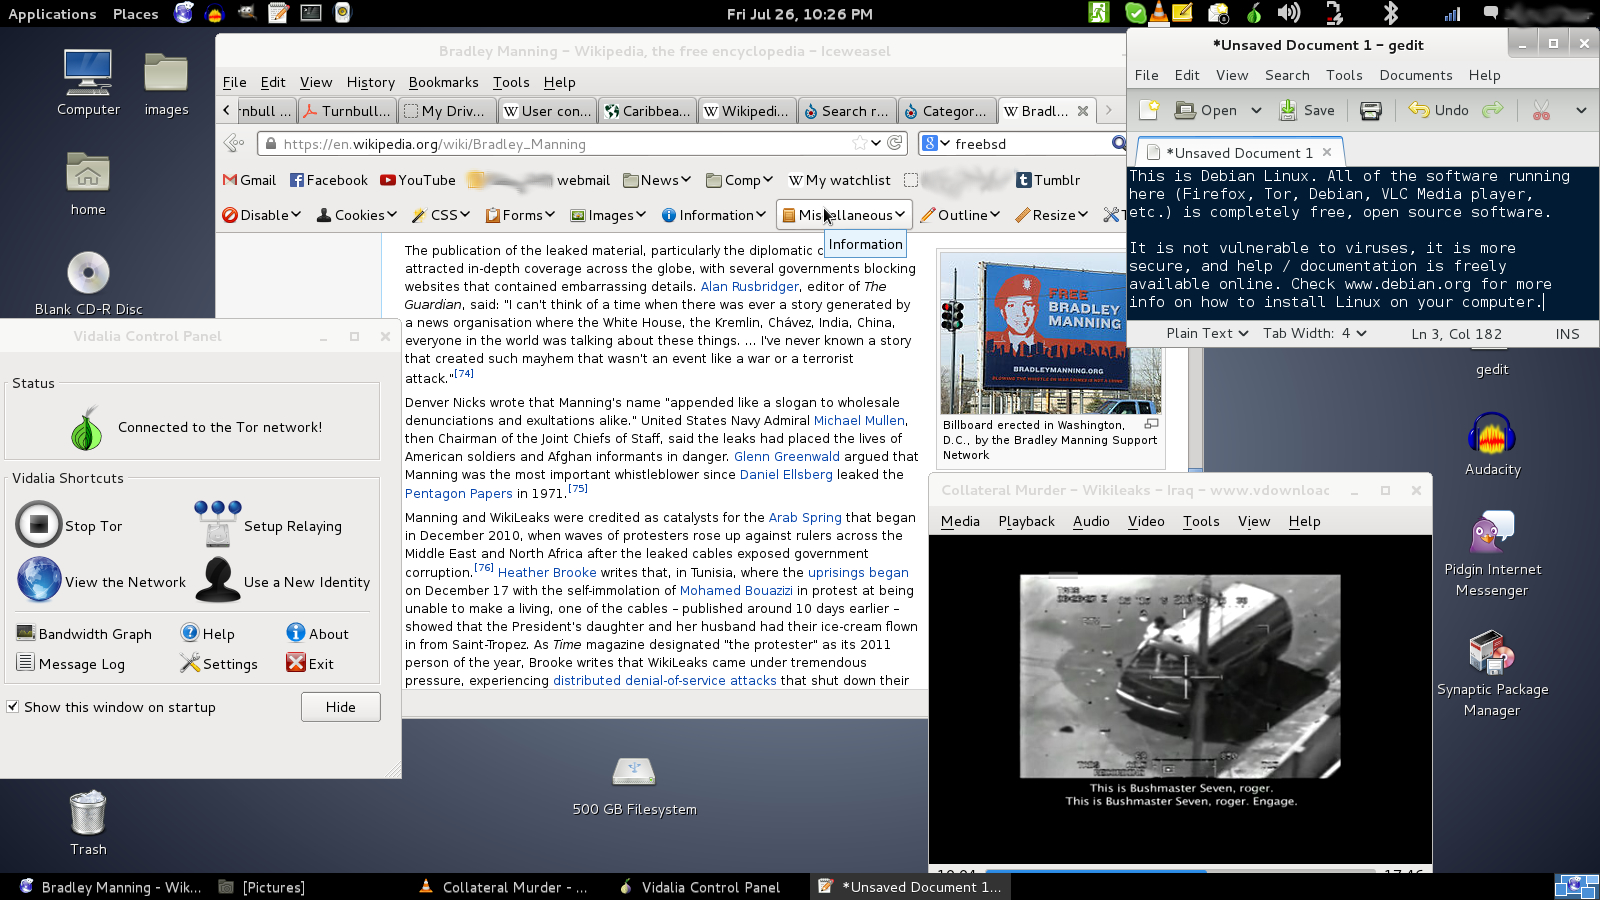 Applications Places Fri Jul 26, 10:26 PM
Computer
images
home
Blank CD-R Disc
Bradley Manning – Wikipedia, the free encyclopedia – Iceweasel
File Edit View History Bookmarks Tools Help
rnbull ... Turnbull... My Driv... User con... Caribbea... Wikipedi... Search r... Categor... Bradl...
https://en.wikipedia.org/wiki/Bradley_Manning
freebsd
Gmail Facebook YouTube webmail News Comp My watchlist Tumblr
Disable Cookies CSS Forms Images Information Miscellaneous Outline Resize
Information
The publication of the leaked material, particularly the diplomatic
attracted in-depth coverage across the globe, with several governments blocking
websites that contained embarrassing details. Alan Rusbridger, editor of The
Guardian, said: "I can't think of a time when there was ever a story generated by
a news organisation where the White House, the Kremlin, Chávez, India, China,
everyone in the world was talking about these things. ... I've never known a story
that created such mayhem that wasn't an event like a war or a terrorist
attack."[74]
Denver Nicks wrote that Manning's name "appended like a slogan to wholesale
denunciations and exultations alike." United States Navy Admiral Michael Mullen,
then Chairman of the Joint Chiefs of Staff, said the leaks had placed the lives of
American soldiers and Afghan informants in danger. Glenn Greenwald argued that
Manning was the most important whistleblower since Daniel Ellsberg leaked the
Pentagon Papers in 1971.[75]
Manning and WikiLeaks were credited as catalysts for the Arab Spring that began
in December 2010, when waves of protesters rose up against rulers across the
Middle East and North Africa after the leaked cables exposed government
corruption.[76] Heather Brooke writes that, in Tunisia, where the uprisings began
on December 17 with the self-immolation of Mohamed Bouazizi in protest at being
unable to make a living, one of the cables – published around 10 days earlier –
showed that the President's daughter and her husband had their ice-cream flown
in from Saint-Tropez. As Time magazine designated "the protester" as its 2011
person of the year, Brooke writes that WikiLeaks came under tremendous
pressure, experiencing distributed denial-of-service attacks that shut down their
FREE
BRADLEY
MANNING
BRADLEYMANNING.ORG
BLOWING THE WHISTLE ON WAR CRIMES IS NOT A CRIME
Billboard erected in Washington,
D.C., by the Bradley Manning Support
Network
*Unsaved Document 1 – gedit
File Edit View Search Tools Documents Help
Open Save Undo
*Unsaved Document 1
This is Debian Linux. All of the software running
here (Firefox, Tor, Debian, VLC Media player,
etc.) is completely free, open source software.
It is not vulnerable to viruses, it is more
secure, and help / documentation is freely
available online. Check www.debian.org for more
info on how to install Linux on your computer.
Plain Text Tab Width: 4 Ln 3, Col 182 INS
gedit
Audacity
Pidgin Internet
Messenger
Synaptic Package
Manager
Vidalia Control Panel
Status
Connected to the Tor network!
Vidalia Shortcuts
Stop Tor Setup Relaying
View the Network Use a New Identity
Bandwidth Graph Help About
Message Log Settings Exit
Show this window on startup Hide
Collateral Murder – Wikileaks – Iraq – www.vdownloac
Media Playback Audio Video Tools View Help
This is Bushmaster Seven, roger.
This is Bushmaster Seven, roger. Engage.
500 GB Filesystem
Trash
Bradley Manning - Wik... [Pictures] Collateral Murder - ... Vidalia Control Panel *Unsaved Document 1...